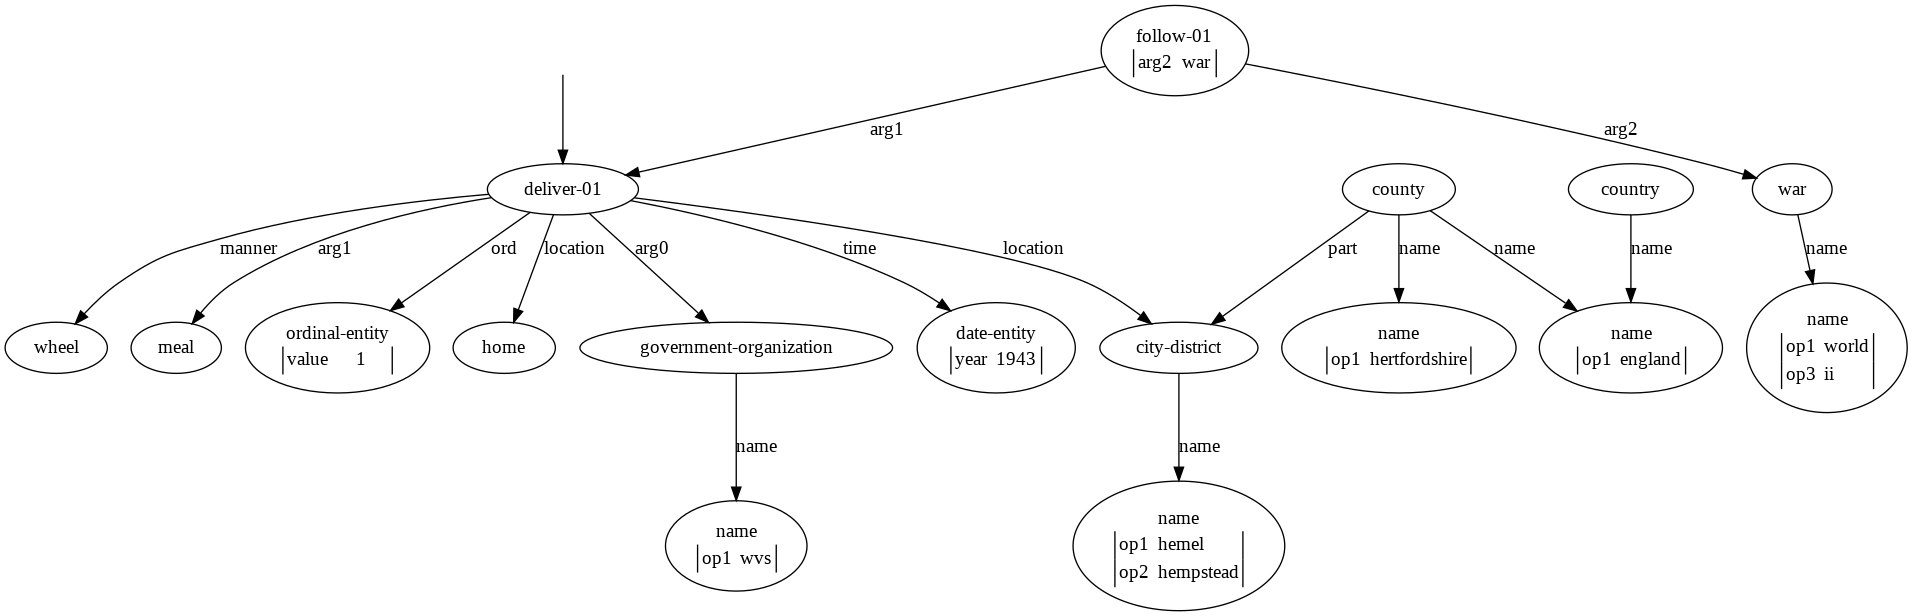 follow-01
arg2 war
arg1
arg2
deliver-01
county
country
war
manner
arg1
ord
location
arg0
time
location
part
name
name
name
name
wheel
meal
ordinal-entity
value 1
home
government-organization
date-entity
year 1943
city-district
name
op1 hertfordshire
name
op1 england
name
op1 world
op3 ii
name
name
name
op1 wvs
name
op1 hemel
op2 hempstead